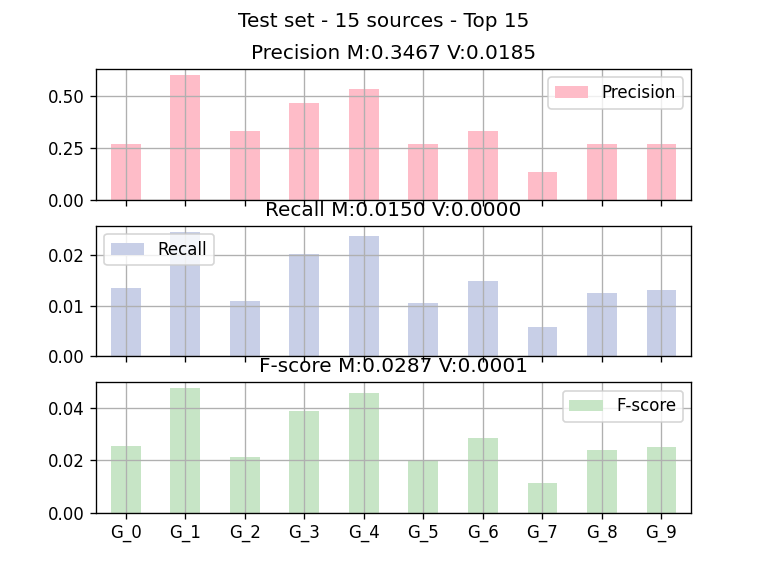 Test set - 15 sources - Top 15
Precision M:0.3467 V:0.0185
0.50
0.25
0.00
Precision
Recall M:0.0150 V:0.0000
0.02
0.01
0.00
Recall
F-score M:0.0287 V:0.0001
0.04
0.02
0.00
F-score
G_0 G_1 G_2 G_3 G_4 G_5 G_6 G_7 G_8 G_9